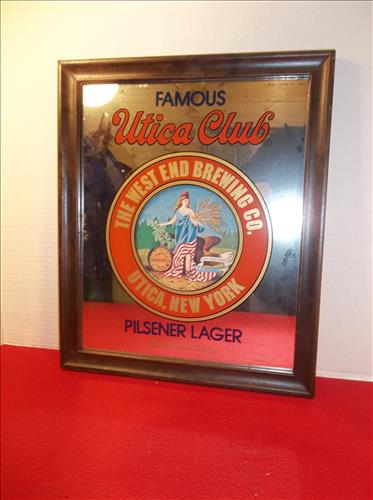 FAMOUS
Utica Club
THE WEST END BREWING CO.
UTICA, NEW YORK
PILSENER LAGER